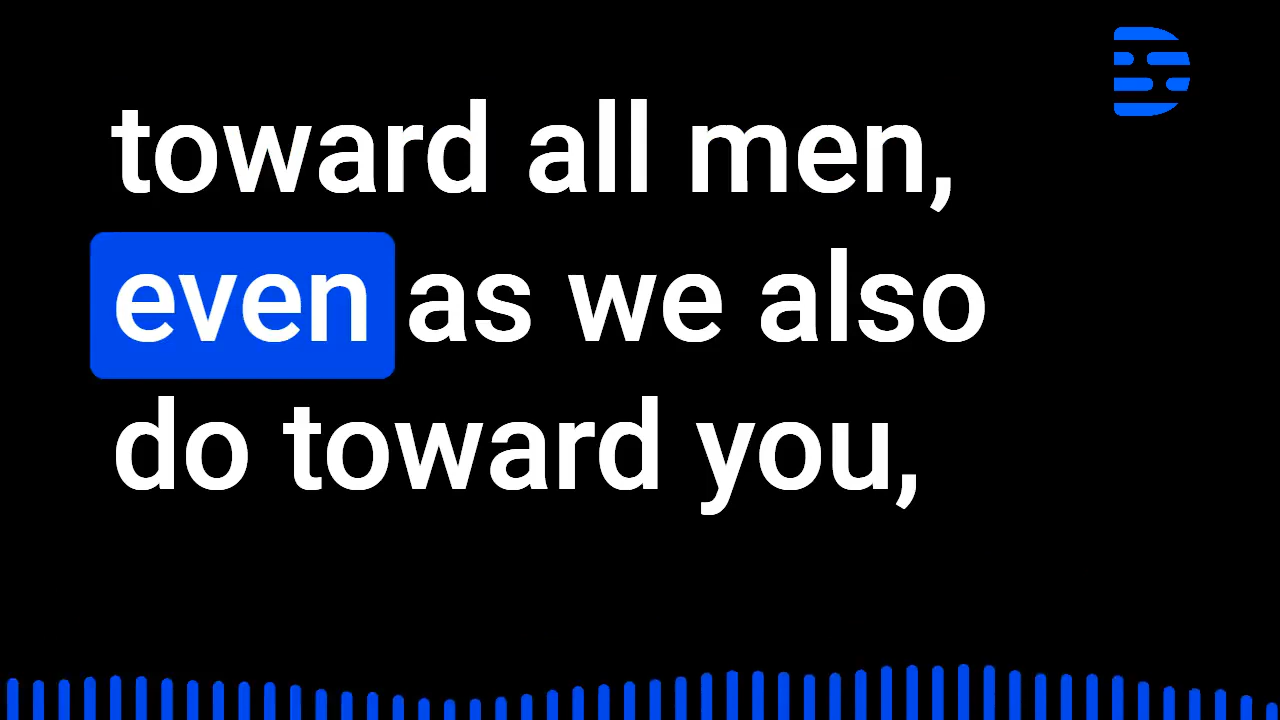 toward all men,
even as we also
do toward you,